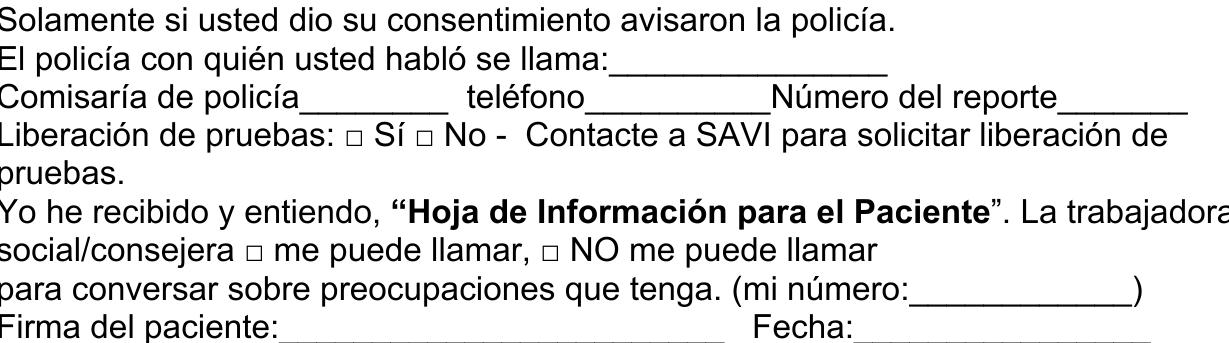 Solamente si usted dio su consentimiento avisaron la policía.
El policía con quién usted habló se llama:_______________
Comisaría de policía________ teléfono__________Número del reporte_______
Liberación de pruebas: □ Sí □ No - Contacte a SAVI para solicitar liberación de
pruebas.
Yo he recibido y entiendo, “Hoja de Información para el Paciente”. La trabajadora
social/consejera □ me puede llamar, □ NO me puede llamar
para conversar sobre preocupaciones que tenga. (mi número:____________)
Firma del paciente:________________________ Fecha:________________